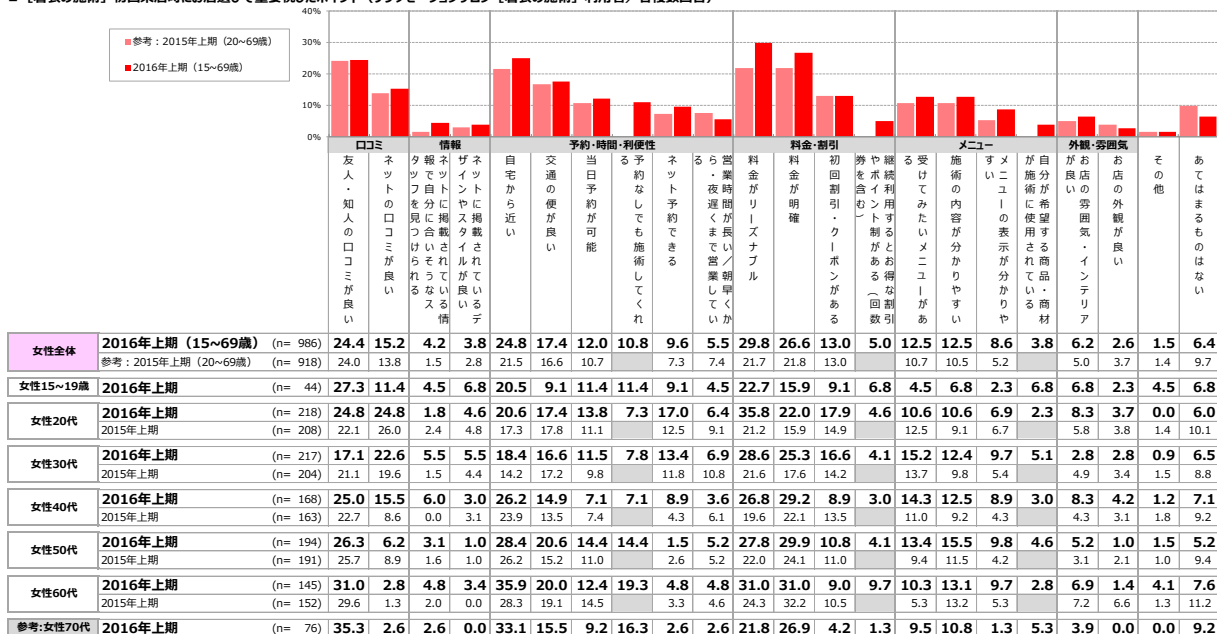 40%
30%
20%
10%
0%
■参考：2015年上期（20~69歳）
■2016年上期（15~69歳）
口コミ 情報 予約・時間・利便性 料金・割引 メニュー 外観・雰囲気
友人・知人の口コミが良い
ネットの口コミが良い
ネットに掲載されている情報で自分に合いそうなスタッフを見つけられる
ネットに掲載されているデザインやスタイルが良い
自宅から近い
交通の便が良い
当日予約が可能
予約なしでも施術してくれる
ネット予約できる
営業時間が長い／朝早くから・夜遅くまで営業している
料金がリーズナブル
料金が明確
初回割引・クーポンがある
継続利用するとお得な割引やポイント制がある（回数券を含む）
受けてみたいメニューがある
施術の内容が分かりやすい
メニューの表示が分かりやすい
自分が希望する商品・商材が施術に使用されている
お店の雰囲気・インテリアが良い
お店の外観が良い
その他
あてはまるものはない
女性全体 2016年上期（15~69歳） (n= 986) 24.4 15.2 4.2 3.8 24.8 17.4 12.0 10.8 9.6 5.5 29.8 26.6 13.0 5.0 12.5 12.5 8.6 3.8 6.2 2.6 1.5 6.4
参考：2015年上期（20~69歳） (n= 918) 24.0 13.8 1.5 2.8 21.5 16.6 10.7 7.3 7.4 21.7 21.8 13.0 10.7 10.5 5.2 5.0 3.7 1.4 9.7
女性15~19歳 2016年上期 (n= 44) 27.3 11.4 4.5 6.8 20.5 9.1 11.4 11.4 9.1 4.5 22.7 15.9 9.1 6.8 4.5 6.8 2.3 6.8 6.8 2.3 4.5 6.8
女性20代 2016年上期 (n= 218) 24.8 24.8 1.8 4.6 20.6 17.4 13.8 7.3 17.0 6.4 35.8 22.0 17.9 4.6 10.6 10.6 6.9 2.3 8.3 3.7 0.0 6.0
2015年上期 (n= 208) 22.1 26.0 2.4 4.8 17.3 17.8 11.1 12.5 9.1 21.2 15.9 14.9 12.5 9.1 6.7 5.8 3.8 1.4 10.1
女性30代 2016年上期 (n= 217) 17.1 22.6 5.5 5.5 18.4 16.6 11.5 7.8 13.4 6.9 28.6 25.3 16.6 4.1 15.2 12.4 9.7 5.1 2.8 2.8 0.9 6.5
2015年上期 (n= 204) 21.1 19.6 1.5 4.4 14.2 17.2 9.8 11.8 10.8 21.6 17.6 14.2 13.7 9.8 5.4 4.9 3.4 1.5 8.8
女性40代 2016年上期 (n= 168) 25.0 15.5 6.0 3.0 26.2 14.9 7.1 7.1 8.9 3.6 26.8 29.2 8.9 3.0 14.3 12.5 8.9 3.0 8.3 4.2 1.2 7.1
2015年上期 (n= 163) 22.7 8.6 0.0 3.1 23.9 13.5 7.4 4.3 6.1 19.6 22.1 13.5 11.0 9.2 4.3 4.3 3.1 1.8 9.2
女性50代 2016年上期 (n= 194) 26.3 6.2 3.1 1.0 28.4 20.6 14.4 14.4 1.5 5.2 27.8 29.9 10.8 4.1 13.4 15.5 9.8 4.6 5.2 1.0 1.5 5.2
2015年上期 (n= 191) 25.7 8.9 1.6 1.0 26.2 15.2 11.0 2.6 5.2 22.0 24.1 11.0 9.4 11.5 4.2 3.1 2.1 1.0 9.4
女性60代 2016年上期 (n= 145) 31.0 2.8 4.8 3.4 35.9 20.0 12.4 19.3 4.8 4.8 31.0 31.0 9.0 9.7 10.3 13.1 9.7 2.8 6.9 1.4 4.1 7.6
2015年上期 (n= 152) 29.6 1.3 2.0 0.0 28.3 19.1 14.5 3.3 4.6 24.3 32.2 10.5 5.3 13.2 5.3 7.2 6.6 1.3 11.2
参考:女性70代 2016年上期 (n= 76) 35.3 2.6 2.6 0.0 33.1 15.5 9.2 16.3 2.6 2.6 21.8 26.9 4.2 1.3 9.5 10.8 1.3 5.3 3.9 0.0 0.0 9.2